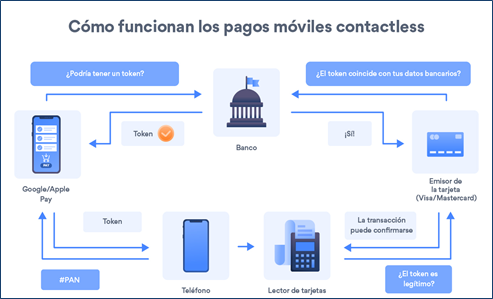 Cómo funcionan los pagos móviles contactless
¿Podría tener un token?
¿El token coincide con tus datos bancarios?
Token
¡Sí!
Banco
Google/Apple
Pay
Emisor de
la tarjeta
(Visa/Mastercard)
Token
La transacción
puede confirmarse
#PAN
Teléfono
Lector de tarjetas
¿El token es
legítimo?